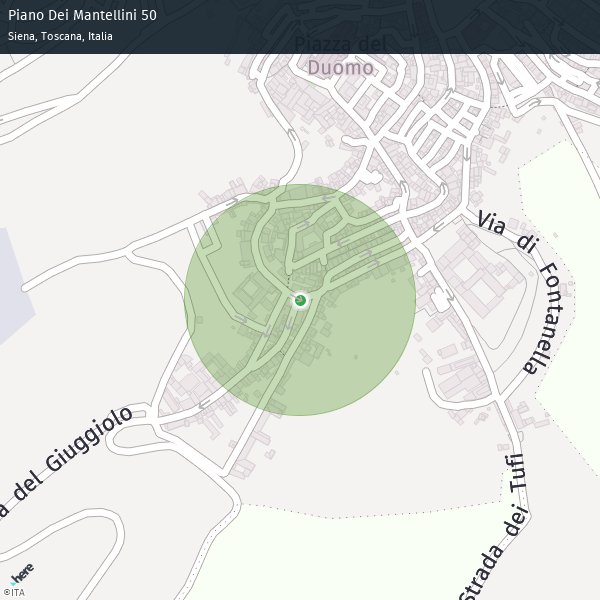 Piano Dei Mantellini 50
Siena, Toscana, Italia
Piazza del
Duomo
Via di Fontanella
a del Giuggiolo
Strada dei Tufi
here
©ITA